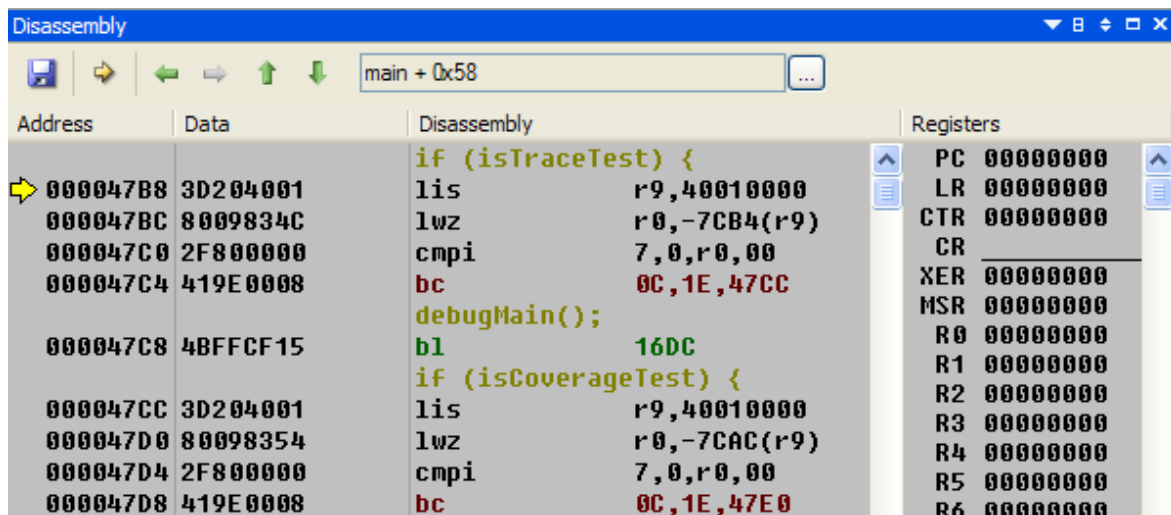 Disassembly
main + 0x58 ...
Address Data Disassembly Registers
if (isTraceTest) { PC 00000000
000047B8 3D204001 lis r9,40010000 LR 00000000
000047BC 8009834C lwz r0,-7CB4(r9) CTR 00000000
000047C0 2F800000 cmpi 7,0,r0,00 CR
000047C4 419E0008 bc 0C,1E,47CC XER 00000000
debugMain(); MSR 00000000
000047C8 4BFFCF15 bl 16DC R0 00000000
if (isCoverageTest) { R1 00000000
000047CC 3D204001 lis r9,40010000 R2 00000000
000047D0 80098354 lwz r0,-7CAC(r9) R3 00000000
000047D4 2F800000 cmpi 7,0,r0,00 R4 00000000
000047D8 419E0008 bc 0C,1E,47E0 R5 00000000
R6 00000000